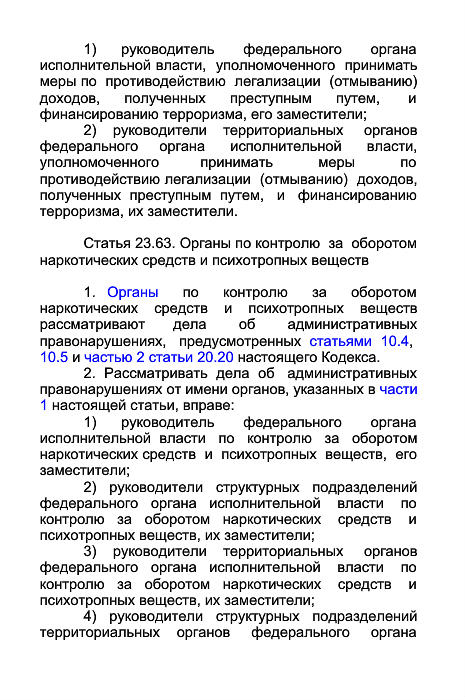 1) руководитель федерального органа
исполнительной власти, уполномоченного принимать
меры по противодействию легализации (отмыванию)
доходов, полученных преступным путем, и
финансированию терроризма, его заместители;
2) руководители территориальных органов
федерального органа исполнительной власти,
уполномоченного принимать меры по
противодействию легализации (отмыванию) доходов,
полученных преступным путем, и финансированию
терроризма, их заместители.
Статья 23.63. Органы по контролю за оборотом
наркотических средств и психотропных веществ
1. Органы по контролю за оборотом
наркотических средств и психотропных веществ
рассматривают дела об административных
правонарушениях, предусмотренных статьями 10.4,
10.5 и частью 2 статьи 20.20 настоящего Кодекса.
2. Рассматривать дела об административных
правонарушениях от имени органов, указанных в части
1 настоящей статьи, вправе:
1) руководитель федерального органа
исполнительной власти по контролю за оборотом
наркотических средств и психотропных веществ, его
заместители;
2) руководители структурных подразделений
федерального органа исполнительной власти по
контролю за оборотом наркотических средств и
психотропных веществ, их заместители;
3) руководители территориальных органов
федерального органа исполнительной власти по
контролю за оборотом наркотических средств и
психотропных веществ, их заместители;
4) руководители структурных подразделений
территориальных органов федерального органа